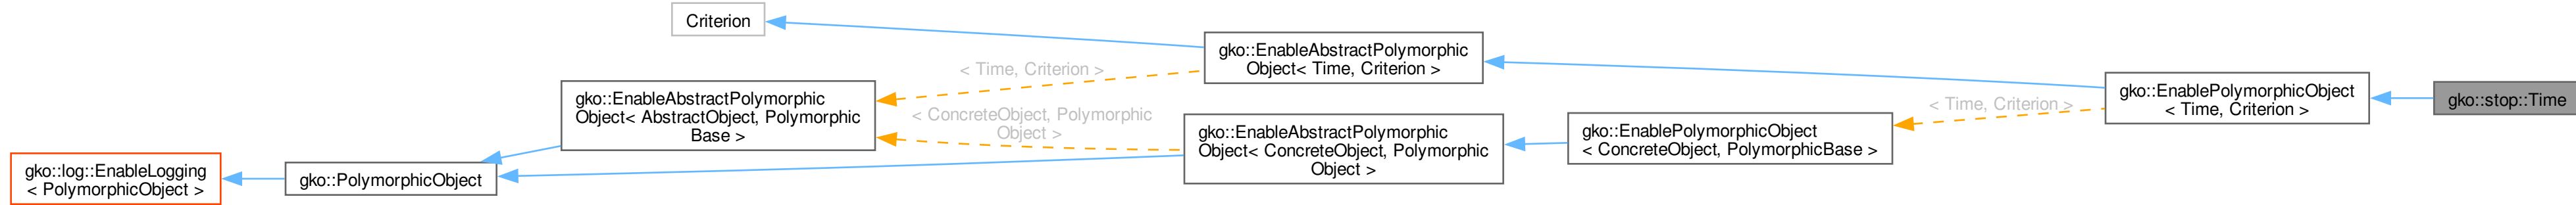 Criterion
gko::EnableAbstractPolymorphic
Object< Time, Criterion >
< Time, Criterion >
gko::EnableAbstractPolymorphic
Object< AbstractObject, Polymorphic
Base >
< ConcreteObject, Polymorphic
Object >
gko::EnablePolymorphicObject
< Time, Criterion >
gko::stop::Time
< Time, Criterion >
gko::EnableAbstractPolymorphic
Object< ConcreteObject, Polymorphic
Object >
gko::EnablePolymorphicObject
< ConcreteObject, PolymorphicBase >
gko::log::EnableLogging
< PolymorphicObject >
gko::PolymorphicObject